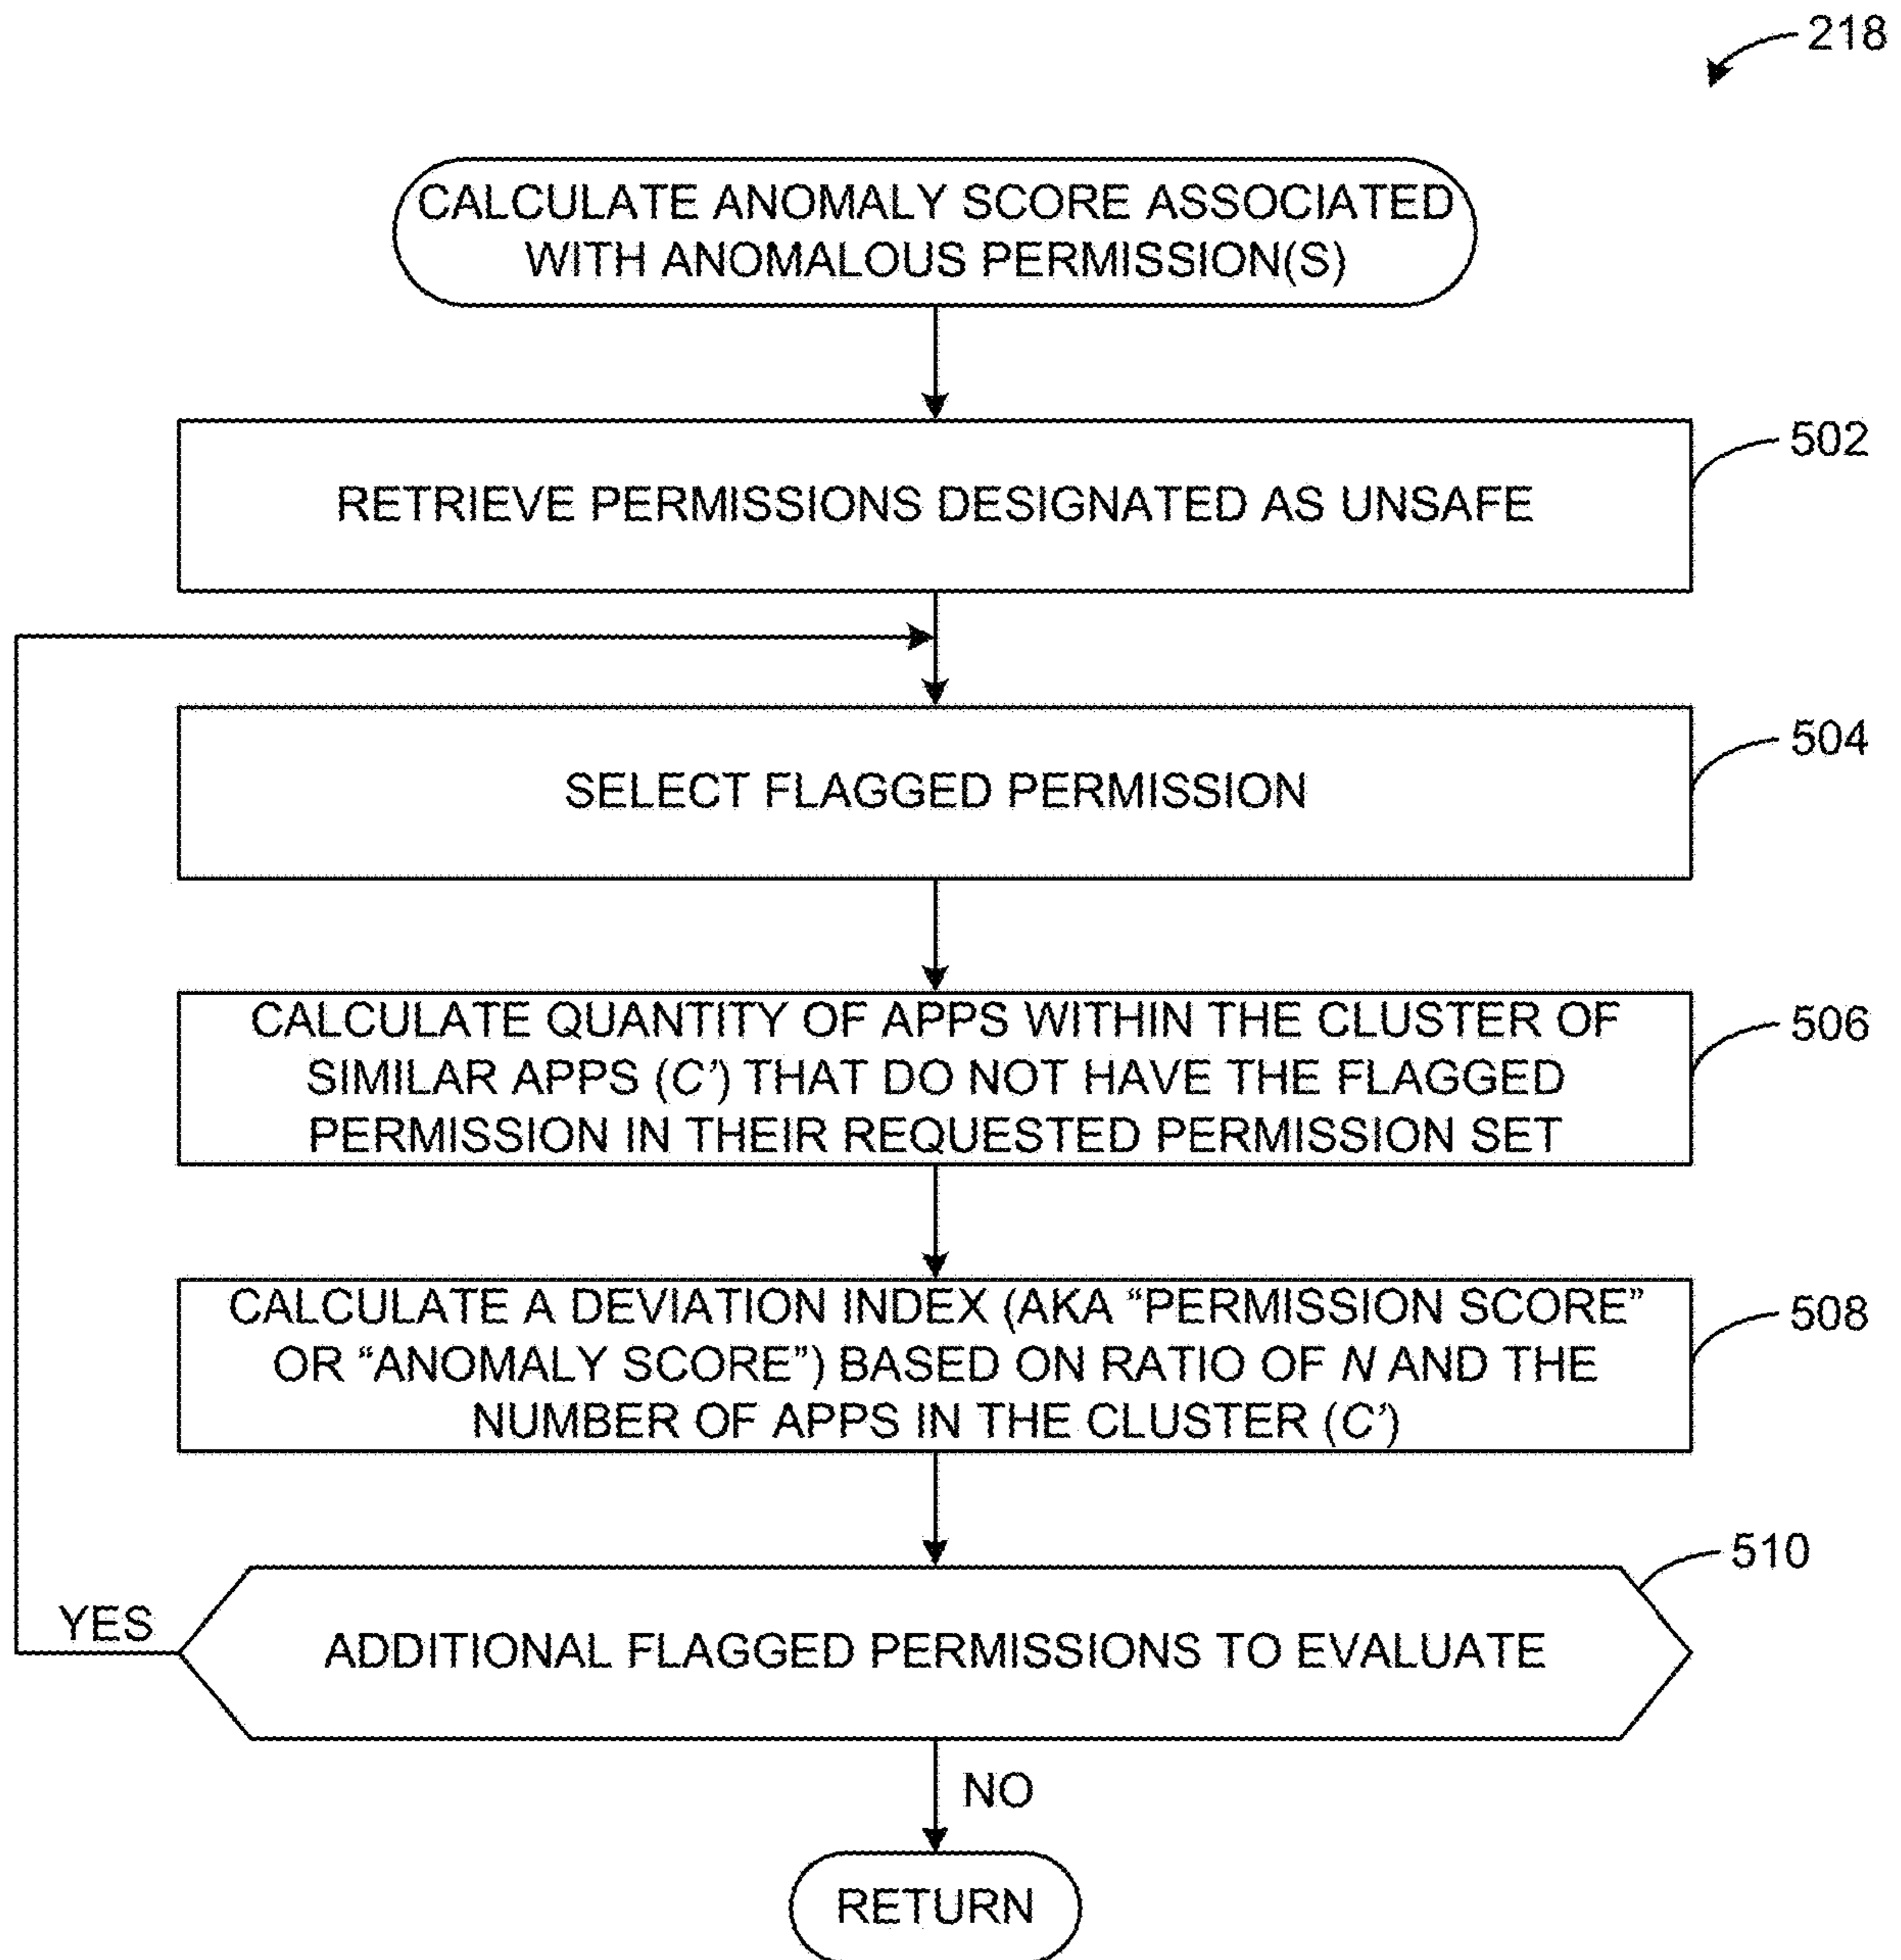 218
CALCULATE ANOMALY SCORE ASSOCIATED
WITH ANOMALOUS PERMISSION(S)
502
RETRIEVE PERMISSIONS DESIGNATED AS UNSAFE
504
SELECT FLAGGED PERMISSION
506
CALCULATE QUANTITY OF APPS WITHIN THE CLUSTER OF
SIMILAR APPS (C’) THAT DO NOT HAVE THE FLAGGED
PERMISSION IN THEIR REQUESTED PERMISSION SET
508
CALCULATE A DEVIATION INDEX (AKA “PERMISSION SCORE”
OR “ANOMALY SCORE”) BASED ON RATIO OF N AND THE
NUMBER OF APPS IN THE CLUSTER (C’)
510
YES
ADDITIONAL FLAGGED PERMISSIONS TO EVALUATE
NO
RETURN